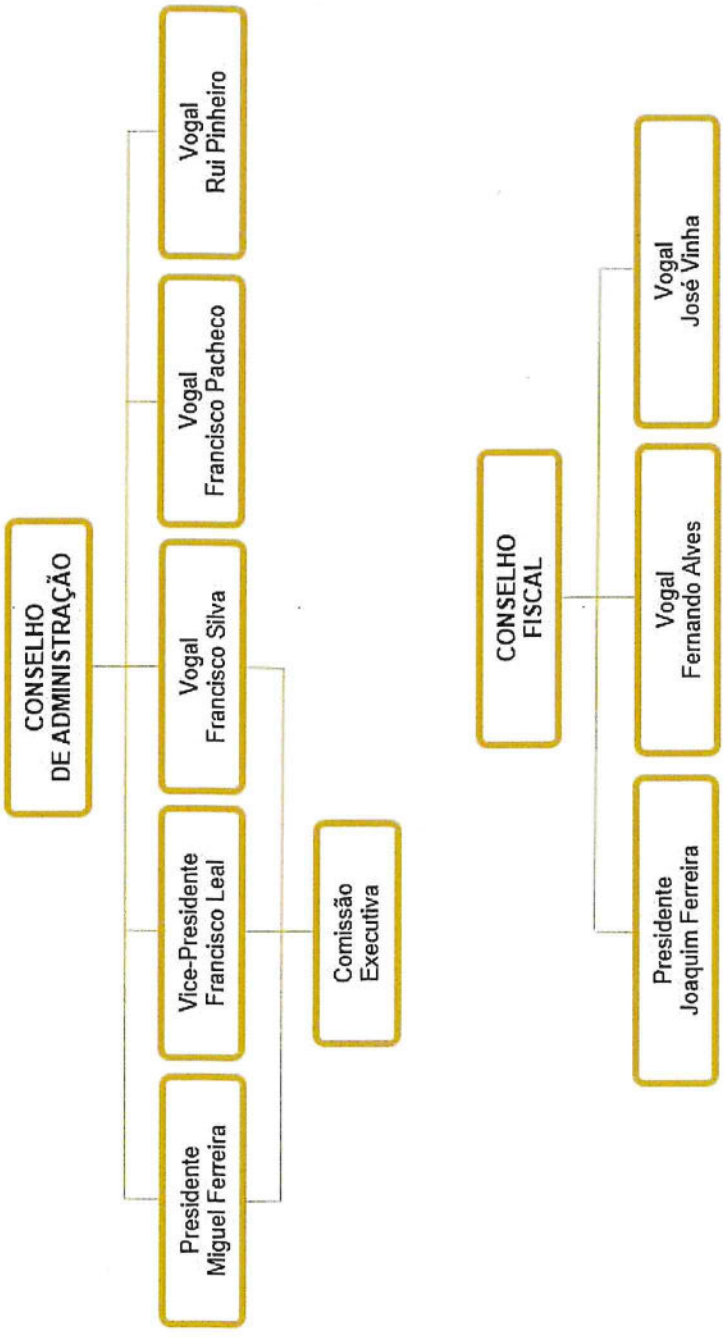 CONSELHO
DE ADMINISTRAÇÃO
Presidente
Miguel Ferreira
Vice-Presidente
Francisco Leal
Vogal
Francisco Silva
Vogal
Francisco Pacheco
Vogal
Rui Pinheiro
Comissão
Executiva
CONSELHO
FISCAL
Presidente
Joaquim Ferreira
Vogal
Fernando Alves
Vogal
José Vinha